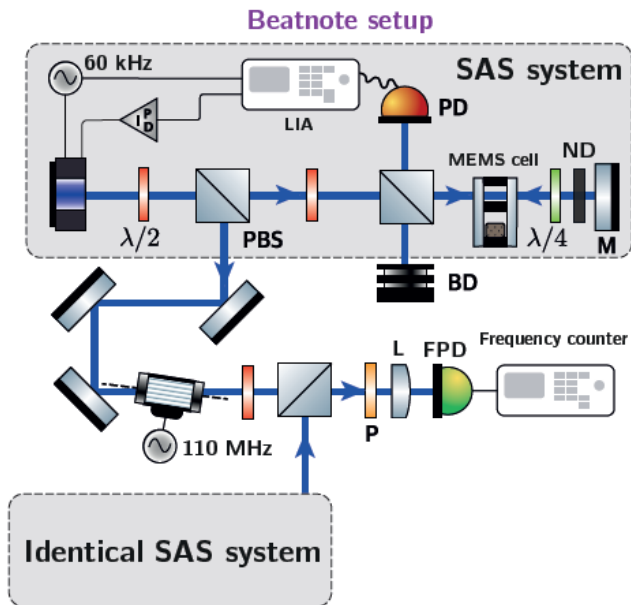 Beatnote setup
60 kHz
SAS system
P
I
D
LIA
PD
MEMS cell
ND
λ/2
PBS
λ/4
M
BD
L
FPD
Frequency counter
P
110 MHz
Identical SAS system